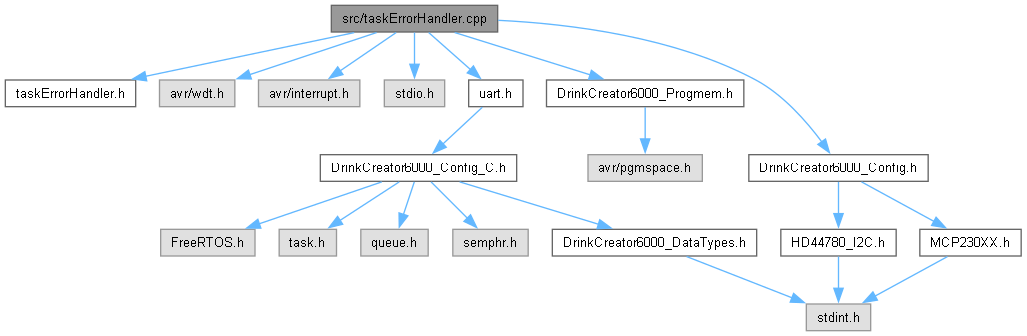 src/taskErrorHandler.cpp
taskErrorHandler.h
avr/wdt.h
avr/interrupt.h
stdio.h
uart.h
DrinkCreator6000_Progmem.h
DrinkCreator6000_Config_C.h
avr/pgmspace.h
DrinkCreator6000_Config.h
FreeRTOS.h
task.h
queue.h
semphr.h
DrinkCreator6000_DataTypes.h
HD44780_I2C.h
MCP230XX.h
stdint.h